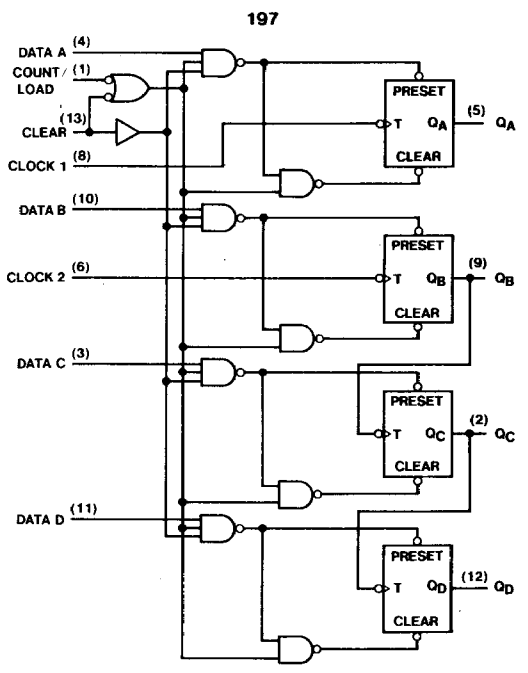 197
DATA A (4)
COUNT/ (1)
LOAD
CLEAR (13)
CLOCK 1 (8)
PRESET
T QA (5) QA
CLEAR
DATA B (10)
CLOCK 2 (6)
PRESET
T QB (9) QB
CLEAR
DATA C (3)
PRESET
T QC (2) QC
CLEAR
DATA D (11)
PRESET
T QD (12) QD
CLEAR